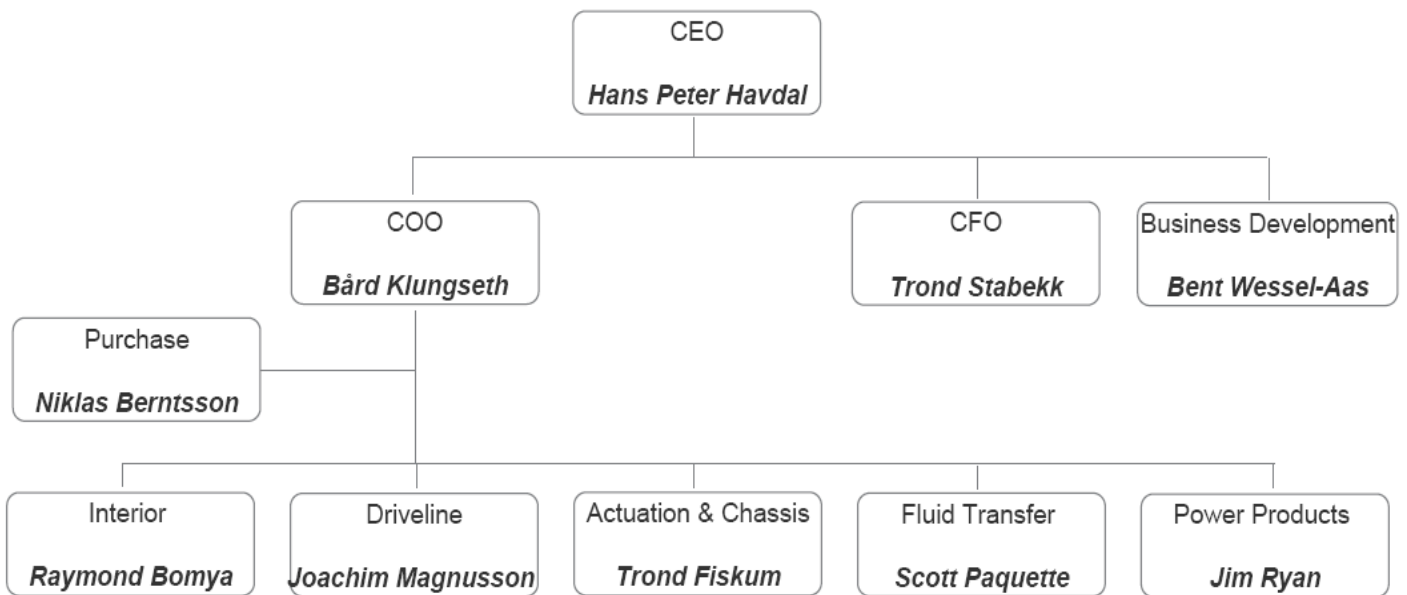 CEO
Hans Peter Havdal
COO
Bård Klungseth
CFO
Trond Stabekk
Business Development
Bent Wessel-Aas
Purchase
Niklas Berntsson
Interior
Raymond Bomya
Driveline
Joachim Magnusson
Actuation & Chassis
Trond Fiskum
Fluid Transfer
Scott Paquette
Power Products
Jim Ryan